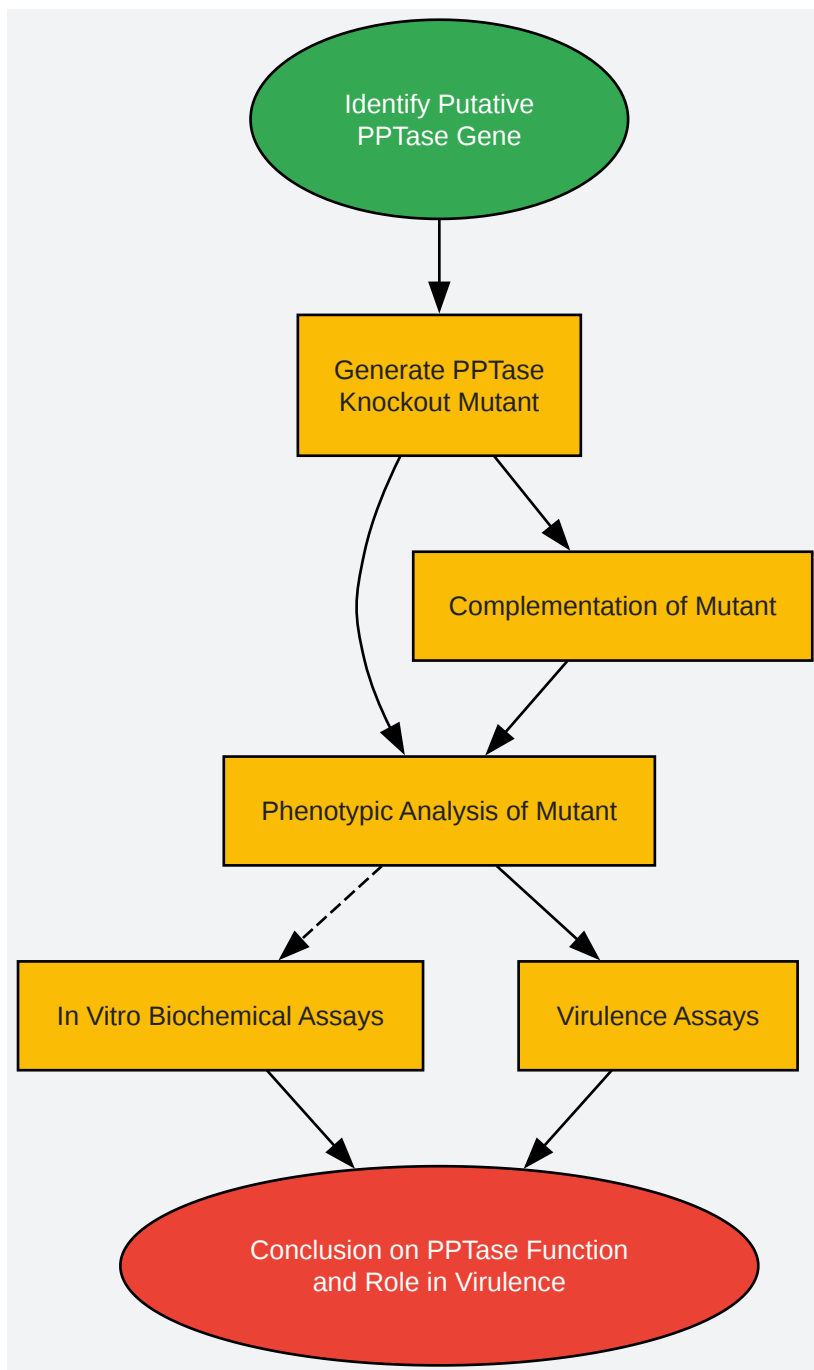 Identify Putative
PPTase Gene
Generate PPTase
Knockout Mutant
Complementation of Mutant
Phenotypic Analysis of Mutant
In Vitro Biochemical Assays
Virulence Assays
Conclusion on PPTase Function
and Role in Virulence